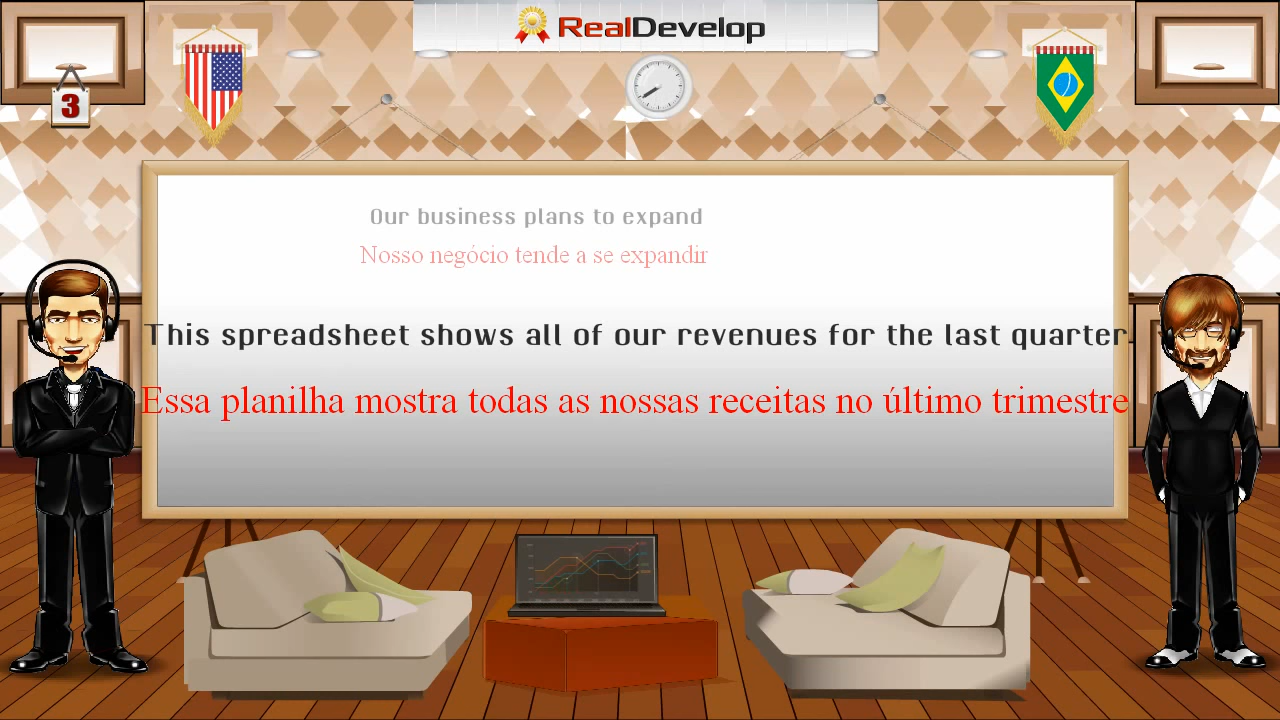 RealDevelop
3
Our business plans to expand
Nosso negócio tende a se expandir
This spreadsheet shows all of our revenues for the last quarter.
Essa planilha mostra todas as nossas receitas no último trimestre